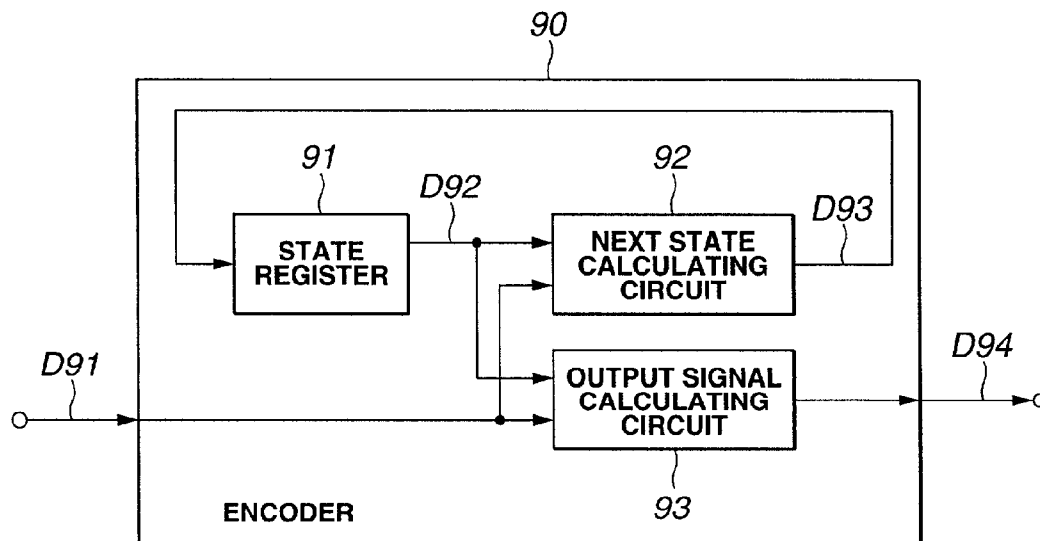 90
91
D92
92
D93
STATE
REGISTER
NEXT STATE
CALCULATING
CIRCUIT
D91
D94
OUTPUT SIGNAL
CALCULATING
CIRCUIT
93
ENCODER